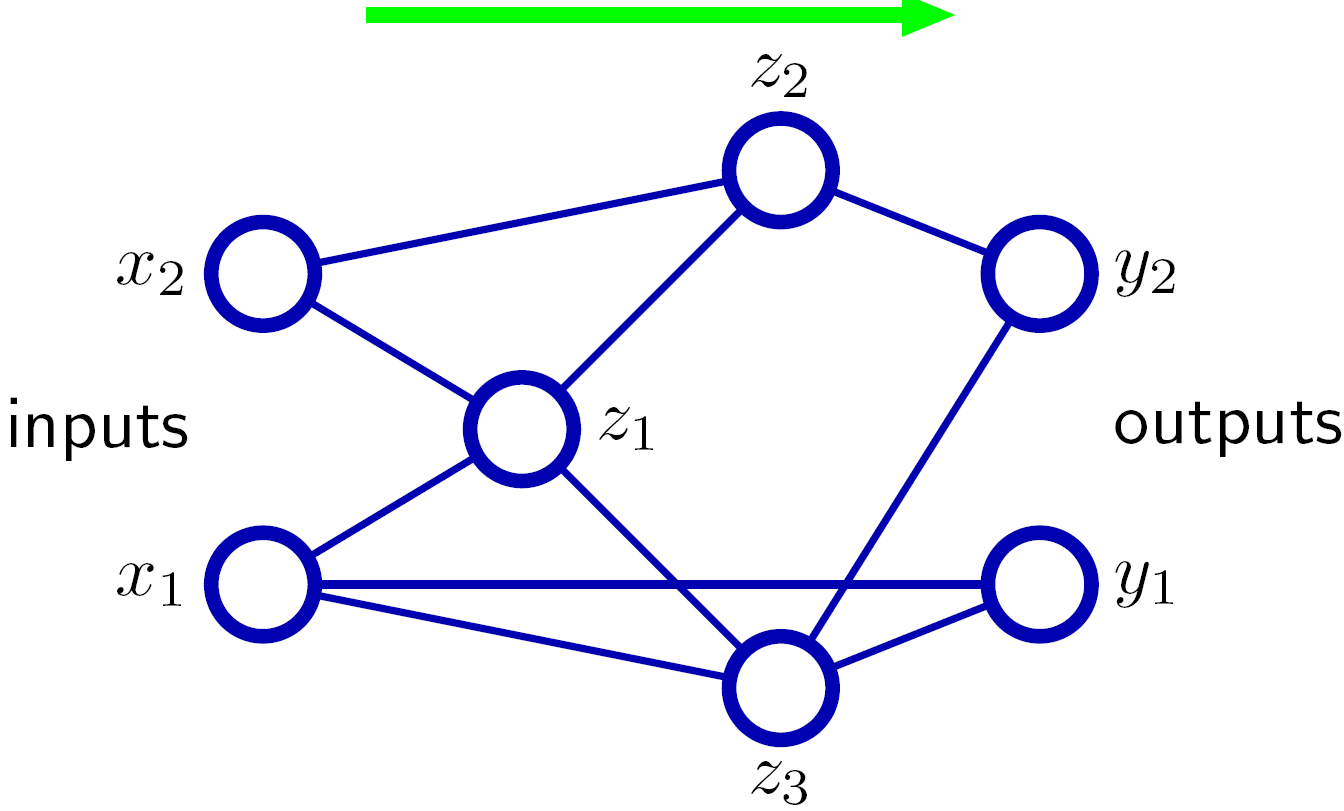 z₂
x₂
y₂
z₁
inputs
outputs
x₁
y₁
z₃